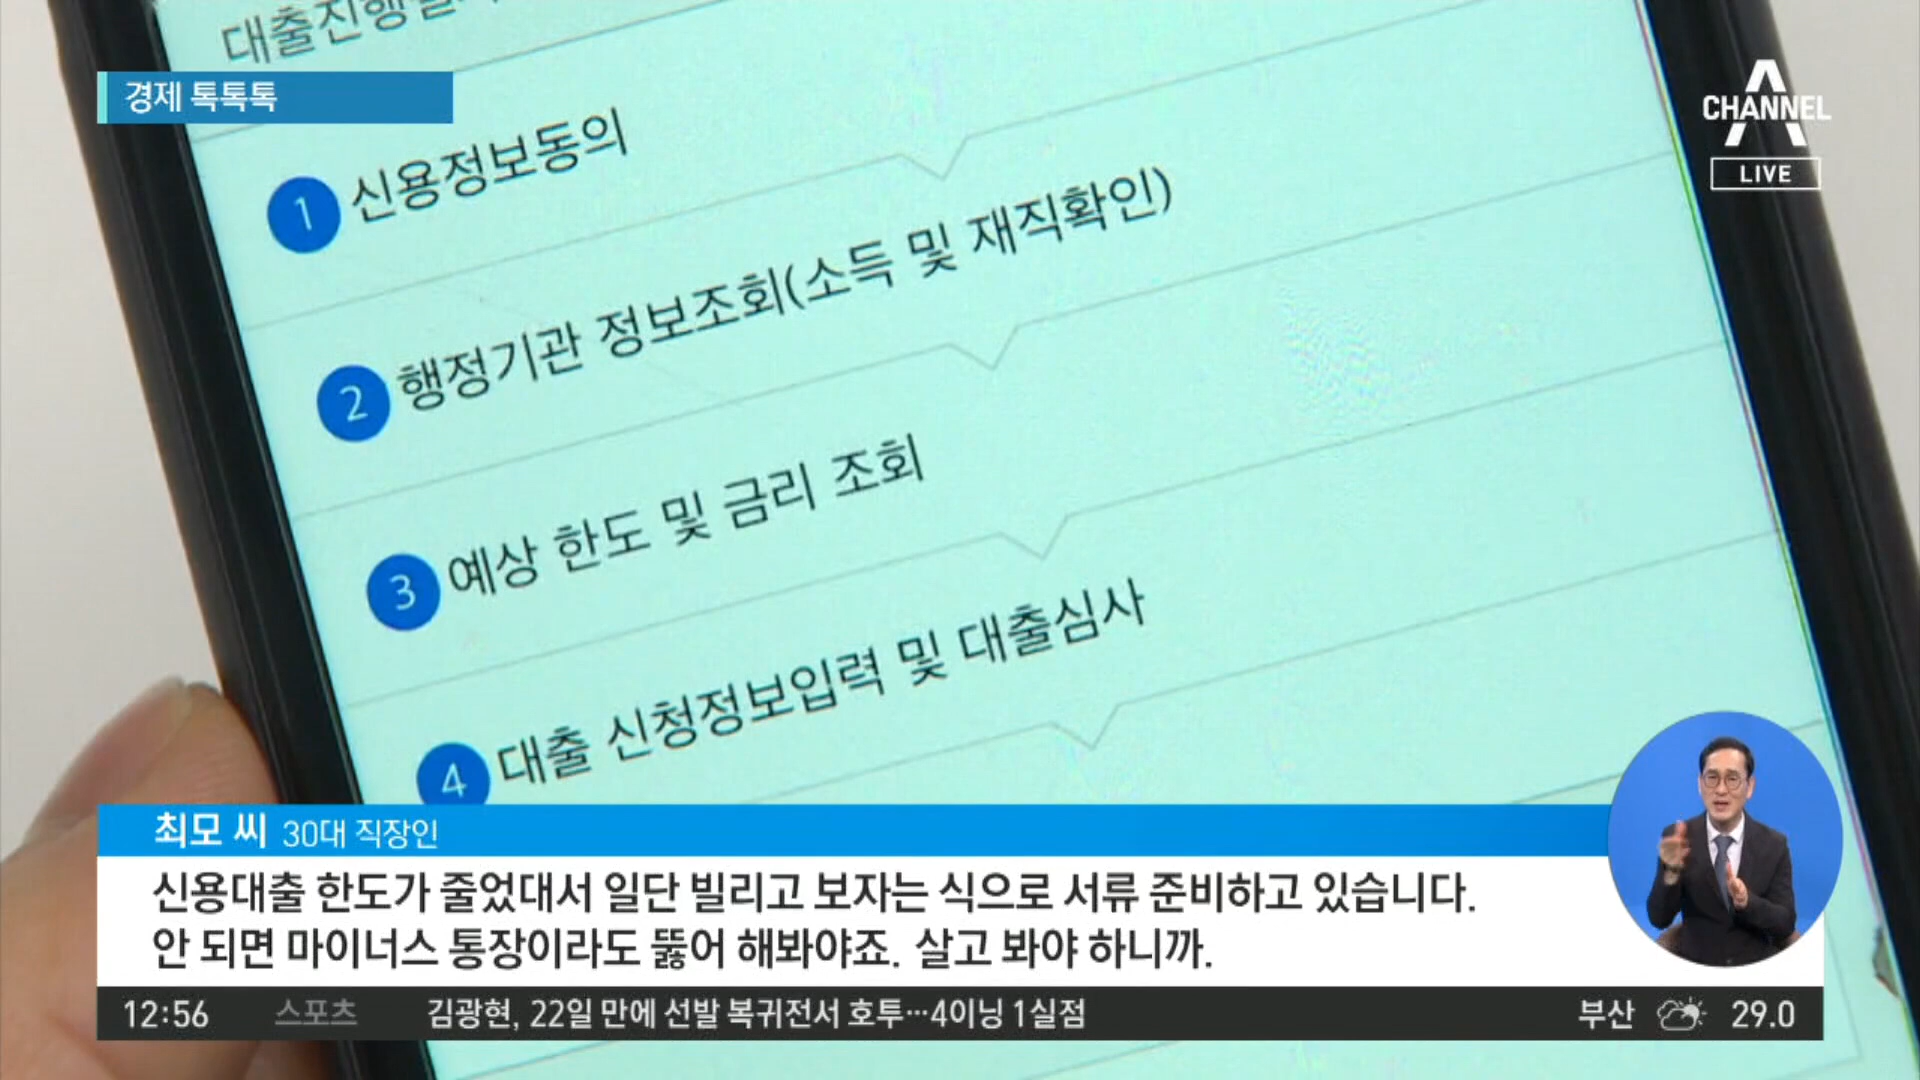 대출진행절차
경제 톡톡톡
CHANNEL A
LIVE
1 신용정보동의
2 행정기관 정보조회(소득 및 재직확인)
3 예상 한도 및 금리 조회
4 대출 신청정보입력 및 대출심사
최모 씨 30대 직장인
신용대출 한도가 줄었대서 일단 빌리고 보자는 식으로 서류 준비하고 있습니다.
안 되면 마이너스 통장이라도 뚫어 해봐야죠. 살고 봐야 하니까.
12:56 스포츠 김광현, 22일 만에 선발 복귀전서 호투…4이닝 1실점 부산 29.0